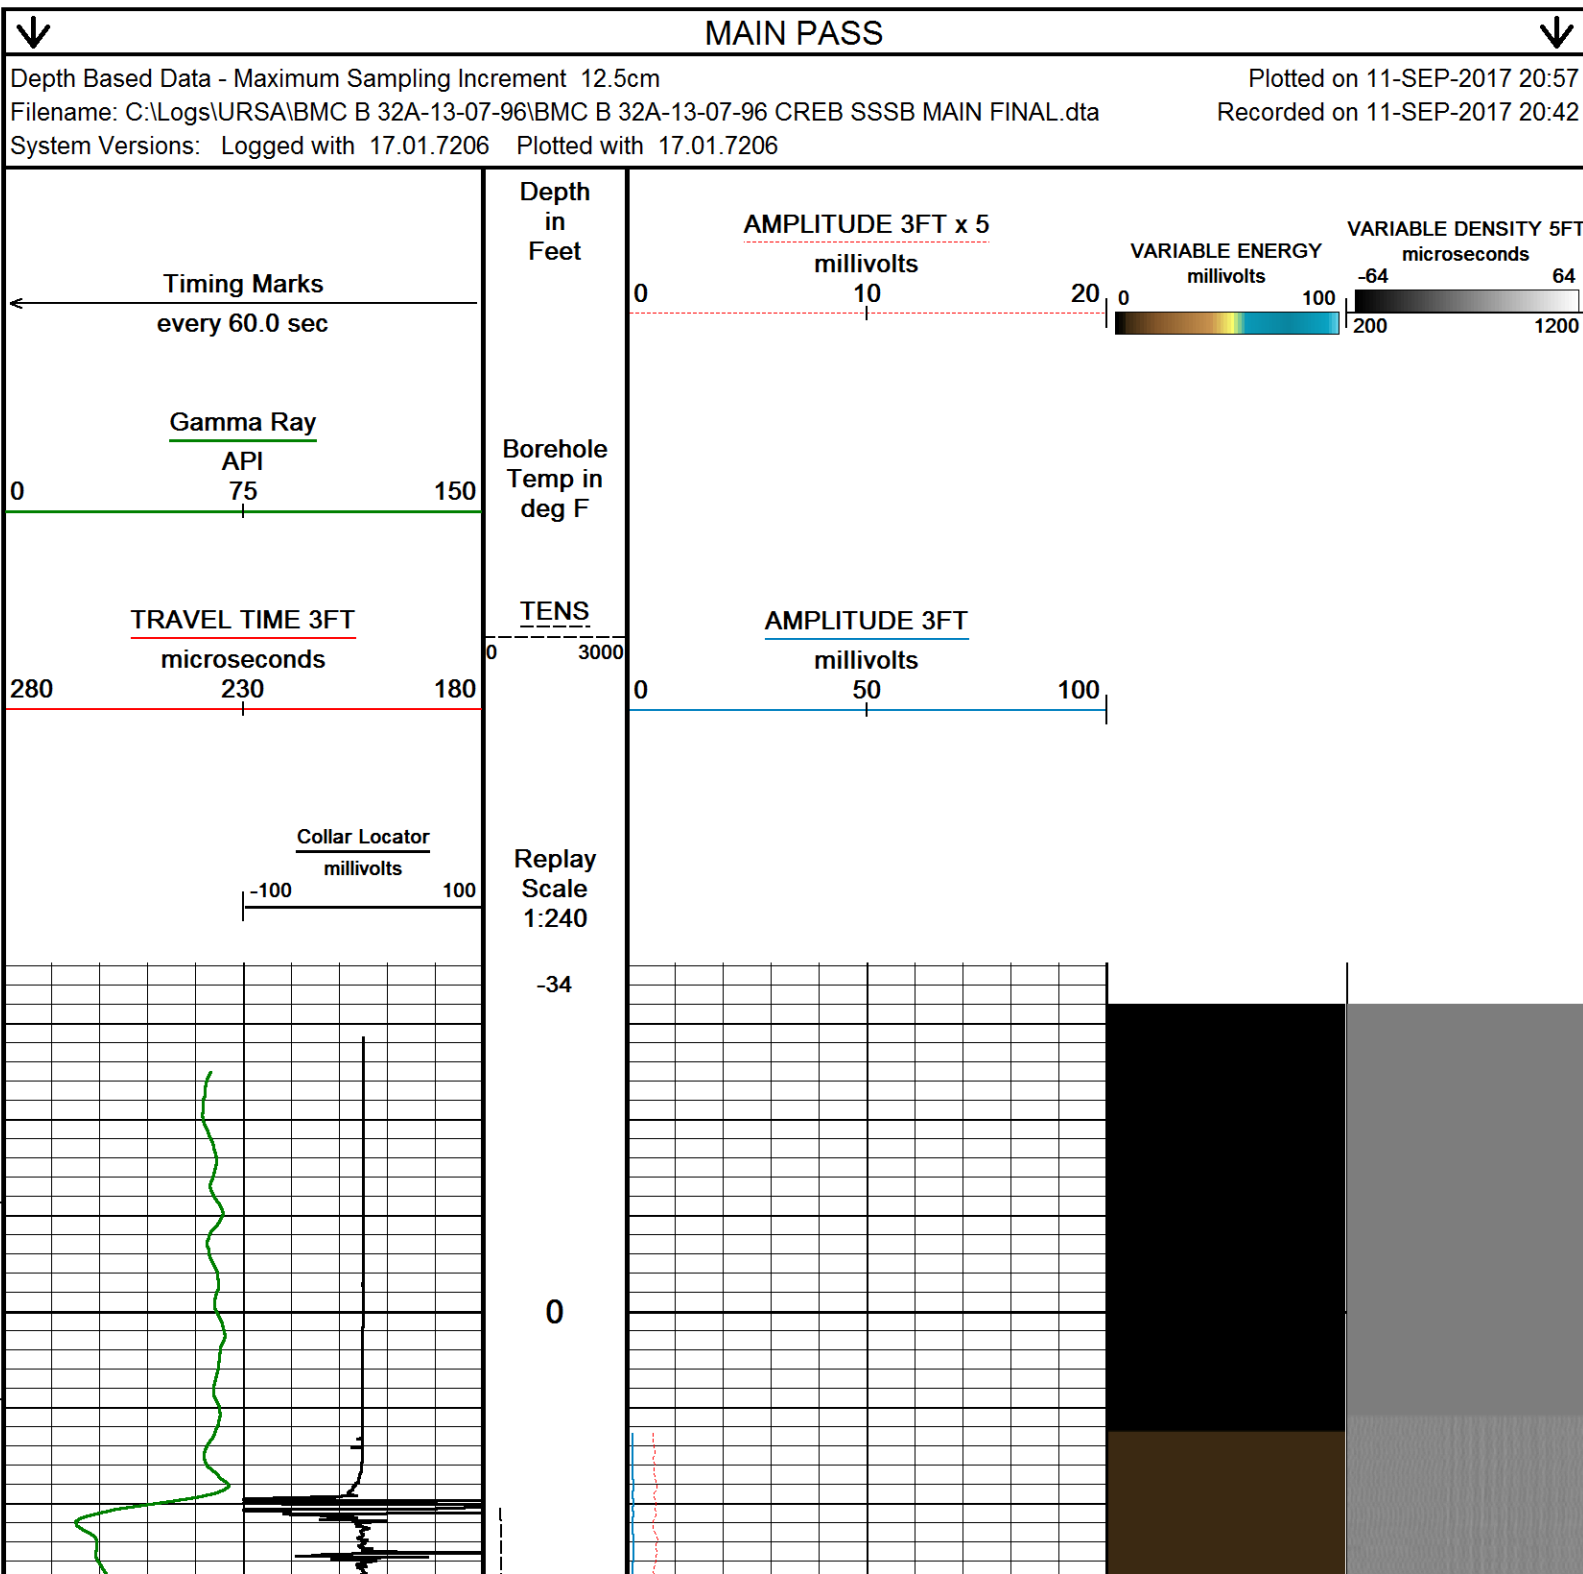 MAIN PASS
Depth Based Data - Maximum Sampling Increment 12.5cm
Plotted on 11-SEP-2017 20:57
Filename: C:\Logs\URSA\BMC B 32A-13-07-96\BMC B 32A-13-07-96 CREB SSSB MAIN FINAL.dta
Recorded on 11-SEP-2017 20:42
System Versions: Logged with 17.01.7206 Plotted with 17.01.7206
Timing Marks
every 60.0 sec
Gamma Ray
API
0 75 150
TRAVEL TIME 3FT
microseconds
280 230 180
Collar Locator
millivolts
-100 100
Depth
in
Feet
Borehole
Temp in
deg F
TENS
0 3000
Replay
Scale
1:240
-34
0
AMPLITUDE 3FT x 5
millivolts
0 10 20
AMPLITUDE 3FT
millivolts
0 50 100
VARIABLE ENERGY
millivolts
0 100
VARIABLE DENSITY 5FT
microseconds
-64 64
200 1200